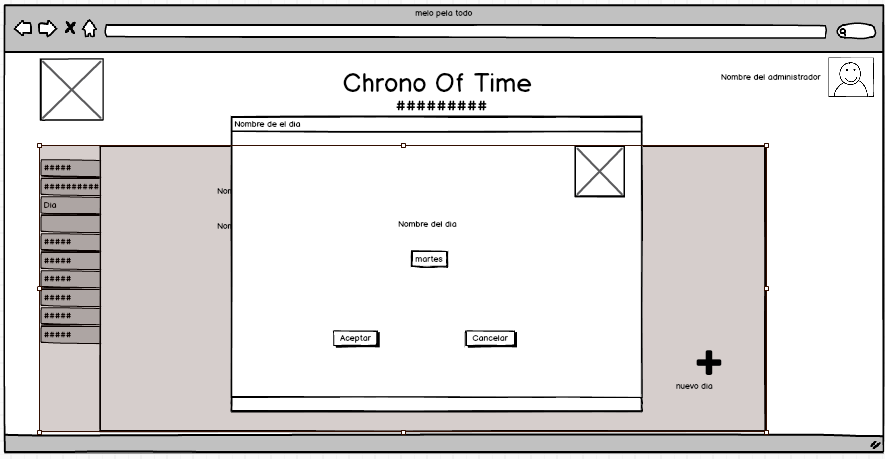 melo pela todo
Nombre del administrador
Chrono Of Time
#########
Nombre de el dia
#####
##########
Nor
Dia
Nombre del dia
Nor
#####
martes
#####
#####
#####
#####
#####
Aceptar
Cancelar
nuevo dia